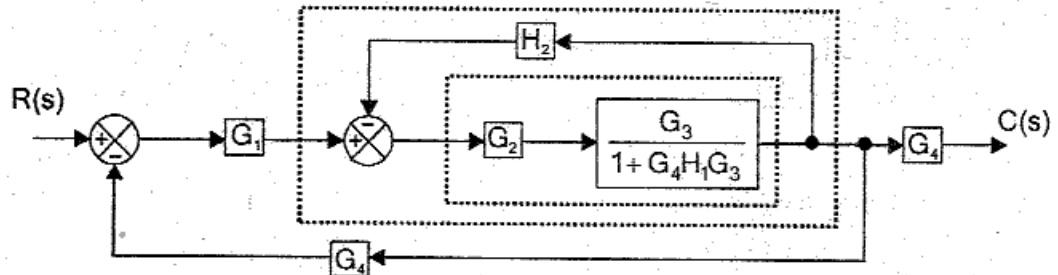 H₂
R(s)
+
−
G₁
−
+
G₂
G₃
1+ G₄H₁G₃
G₄
C(s)
G₄